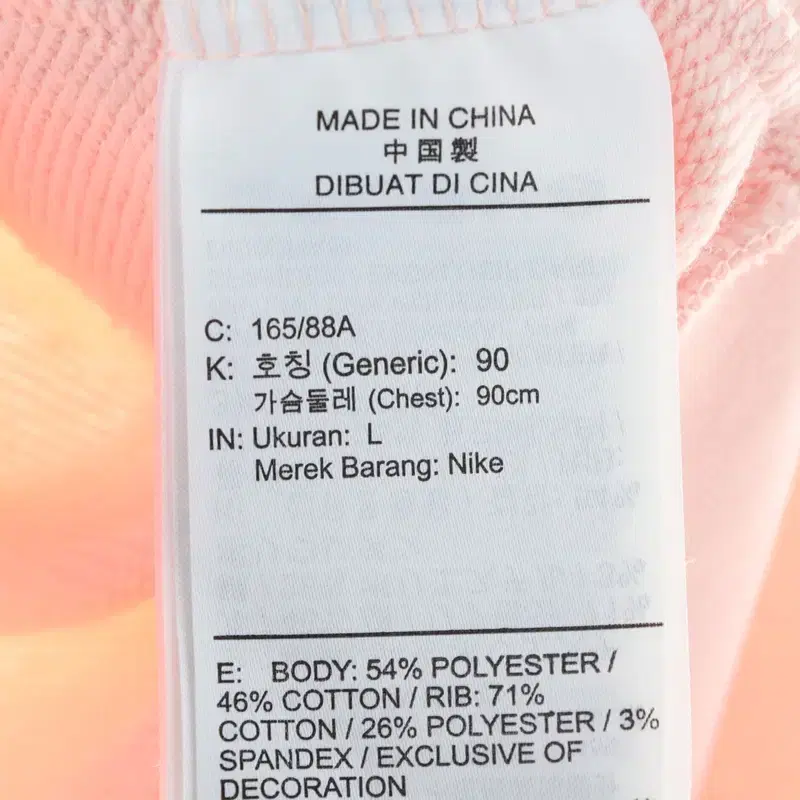 MADE IN CHINA
中国製
DIBUAT DI CINA
C: 165/88A
K: 호칭 (Generic): 90
가슴둘레 (Chest): 90cm
IN: Ukuran: L
Merek Barang: Nike
E: BODY: 54% POLYESTER /
46% COTTON / RIB: 71%
COTTON / 26% POLYESTER / 3%
SPANDEX / EXCLUSIVE OF
DECORATION